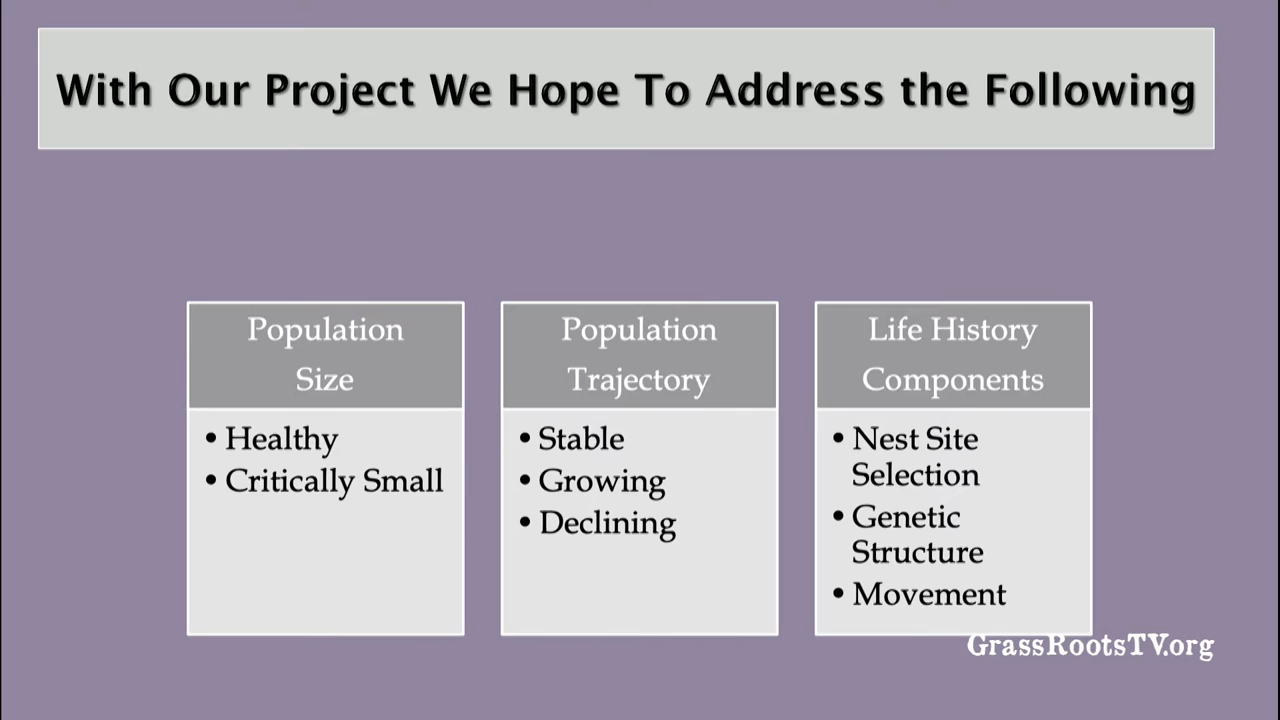 With Our Project We Hope To Address the Following
Population
Size
• Healthy
• Critically Small
Population
Trajectory
• Stable
• Growing
• Declining
Life History
Components
• Nest Site
Selection
• Genetic
Structure
• Movement
GrassRootsTV.org